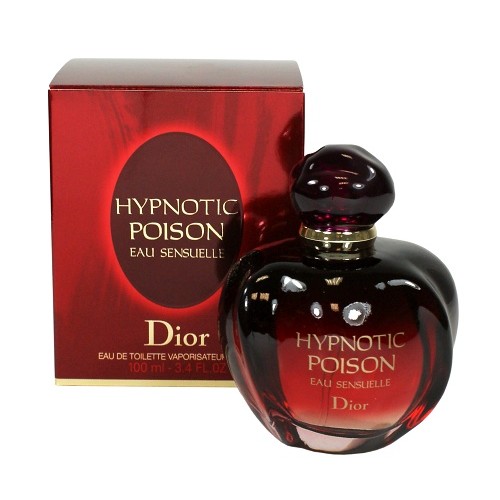 HYPNOTIC
POISON
EAU SENSUELLE
Dior
EAU DE TOILETTE VAPORISATEUR
100 ml - 3.4 FL.OZ
HYPNOTIC
POISON
EAU SENSUELLE
Dior